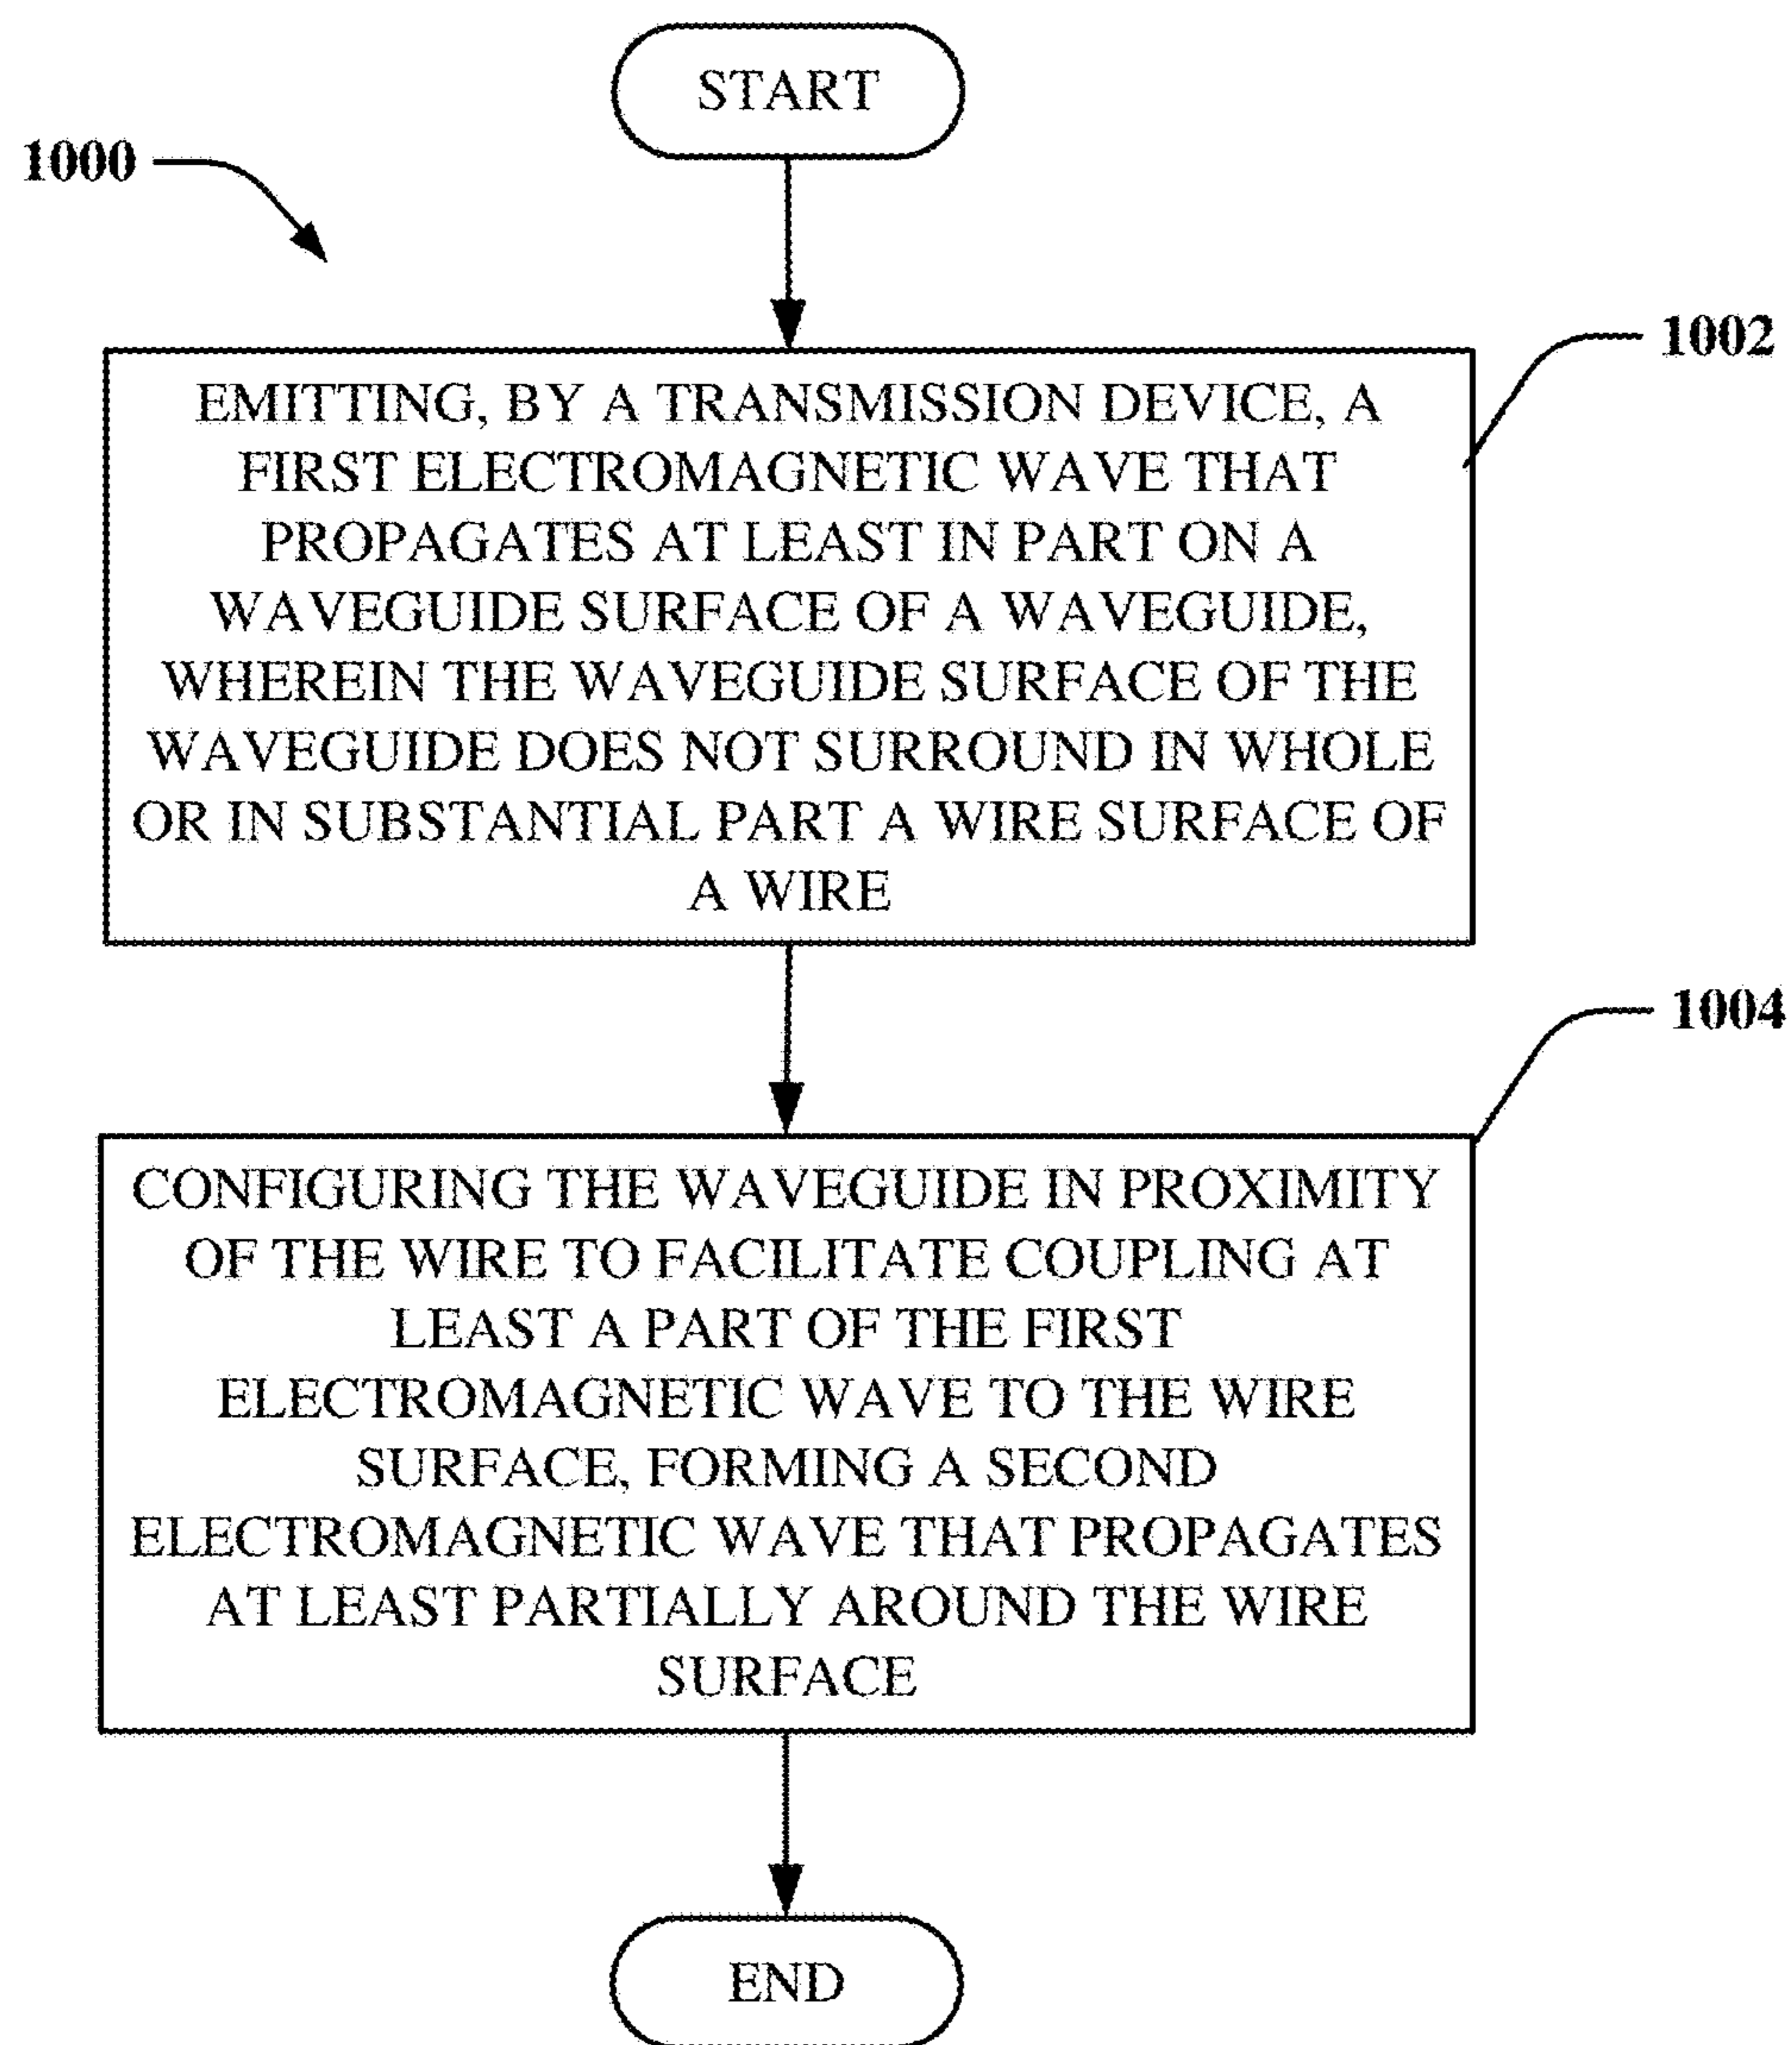 START
1000
1002
EMITTING, BY A TRANSMISSION DEVICE, A
FIRST ELECTROMAGNETIC WAVE THAT
PROPAGATES AT LEAST IN PART ON A
WAVEGUIDE SURFACE OF A WAVEGUIDE,
WHEREIN THE WAVEGUIDE SURFACE OF THE
WAVEGUIDE DOES NOT SURROUND IN WHOLE
OR IN SUBSTANTIAL PART A WIRE SURFACE OF
A WIRE
1004
CONFIGURING THE WAVEGUIDE IN PROXIMITY
OF THE WIRE TO FACILITATE COUPLING AT
LEAST A PART OF THE FIRST
ELECTROMAGNETIC WAVE TO THE WIRE
SURFACE, FORMING A SECOND
ELECTROMAGNETIC WAVE THAT PROPAGATES
AT LEAST PARTIALLY AROUND THE WIRE
SURFACE
END